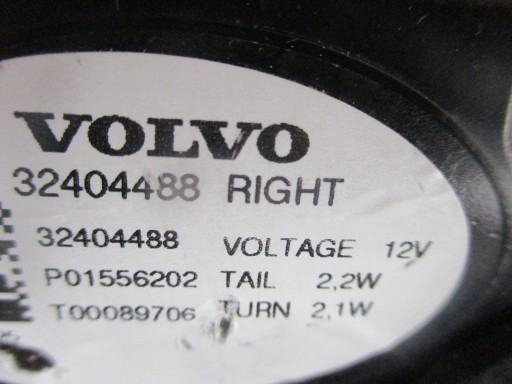 VOLVO
32404488 RIGHT
32404488 VOLTAGE 12V
P01556202 TAIL 2,2W
T00089706 TURN 2,1W